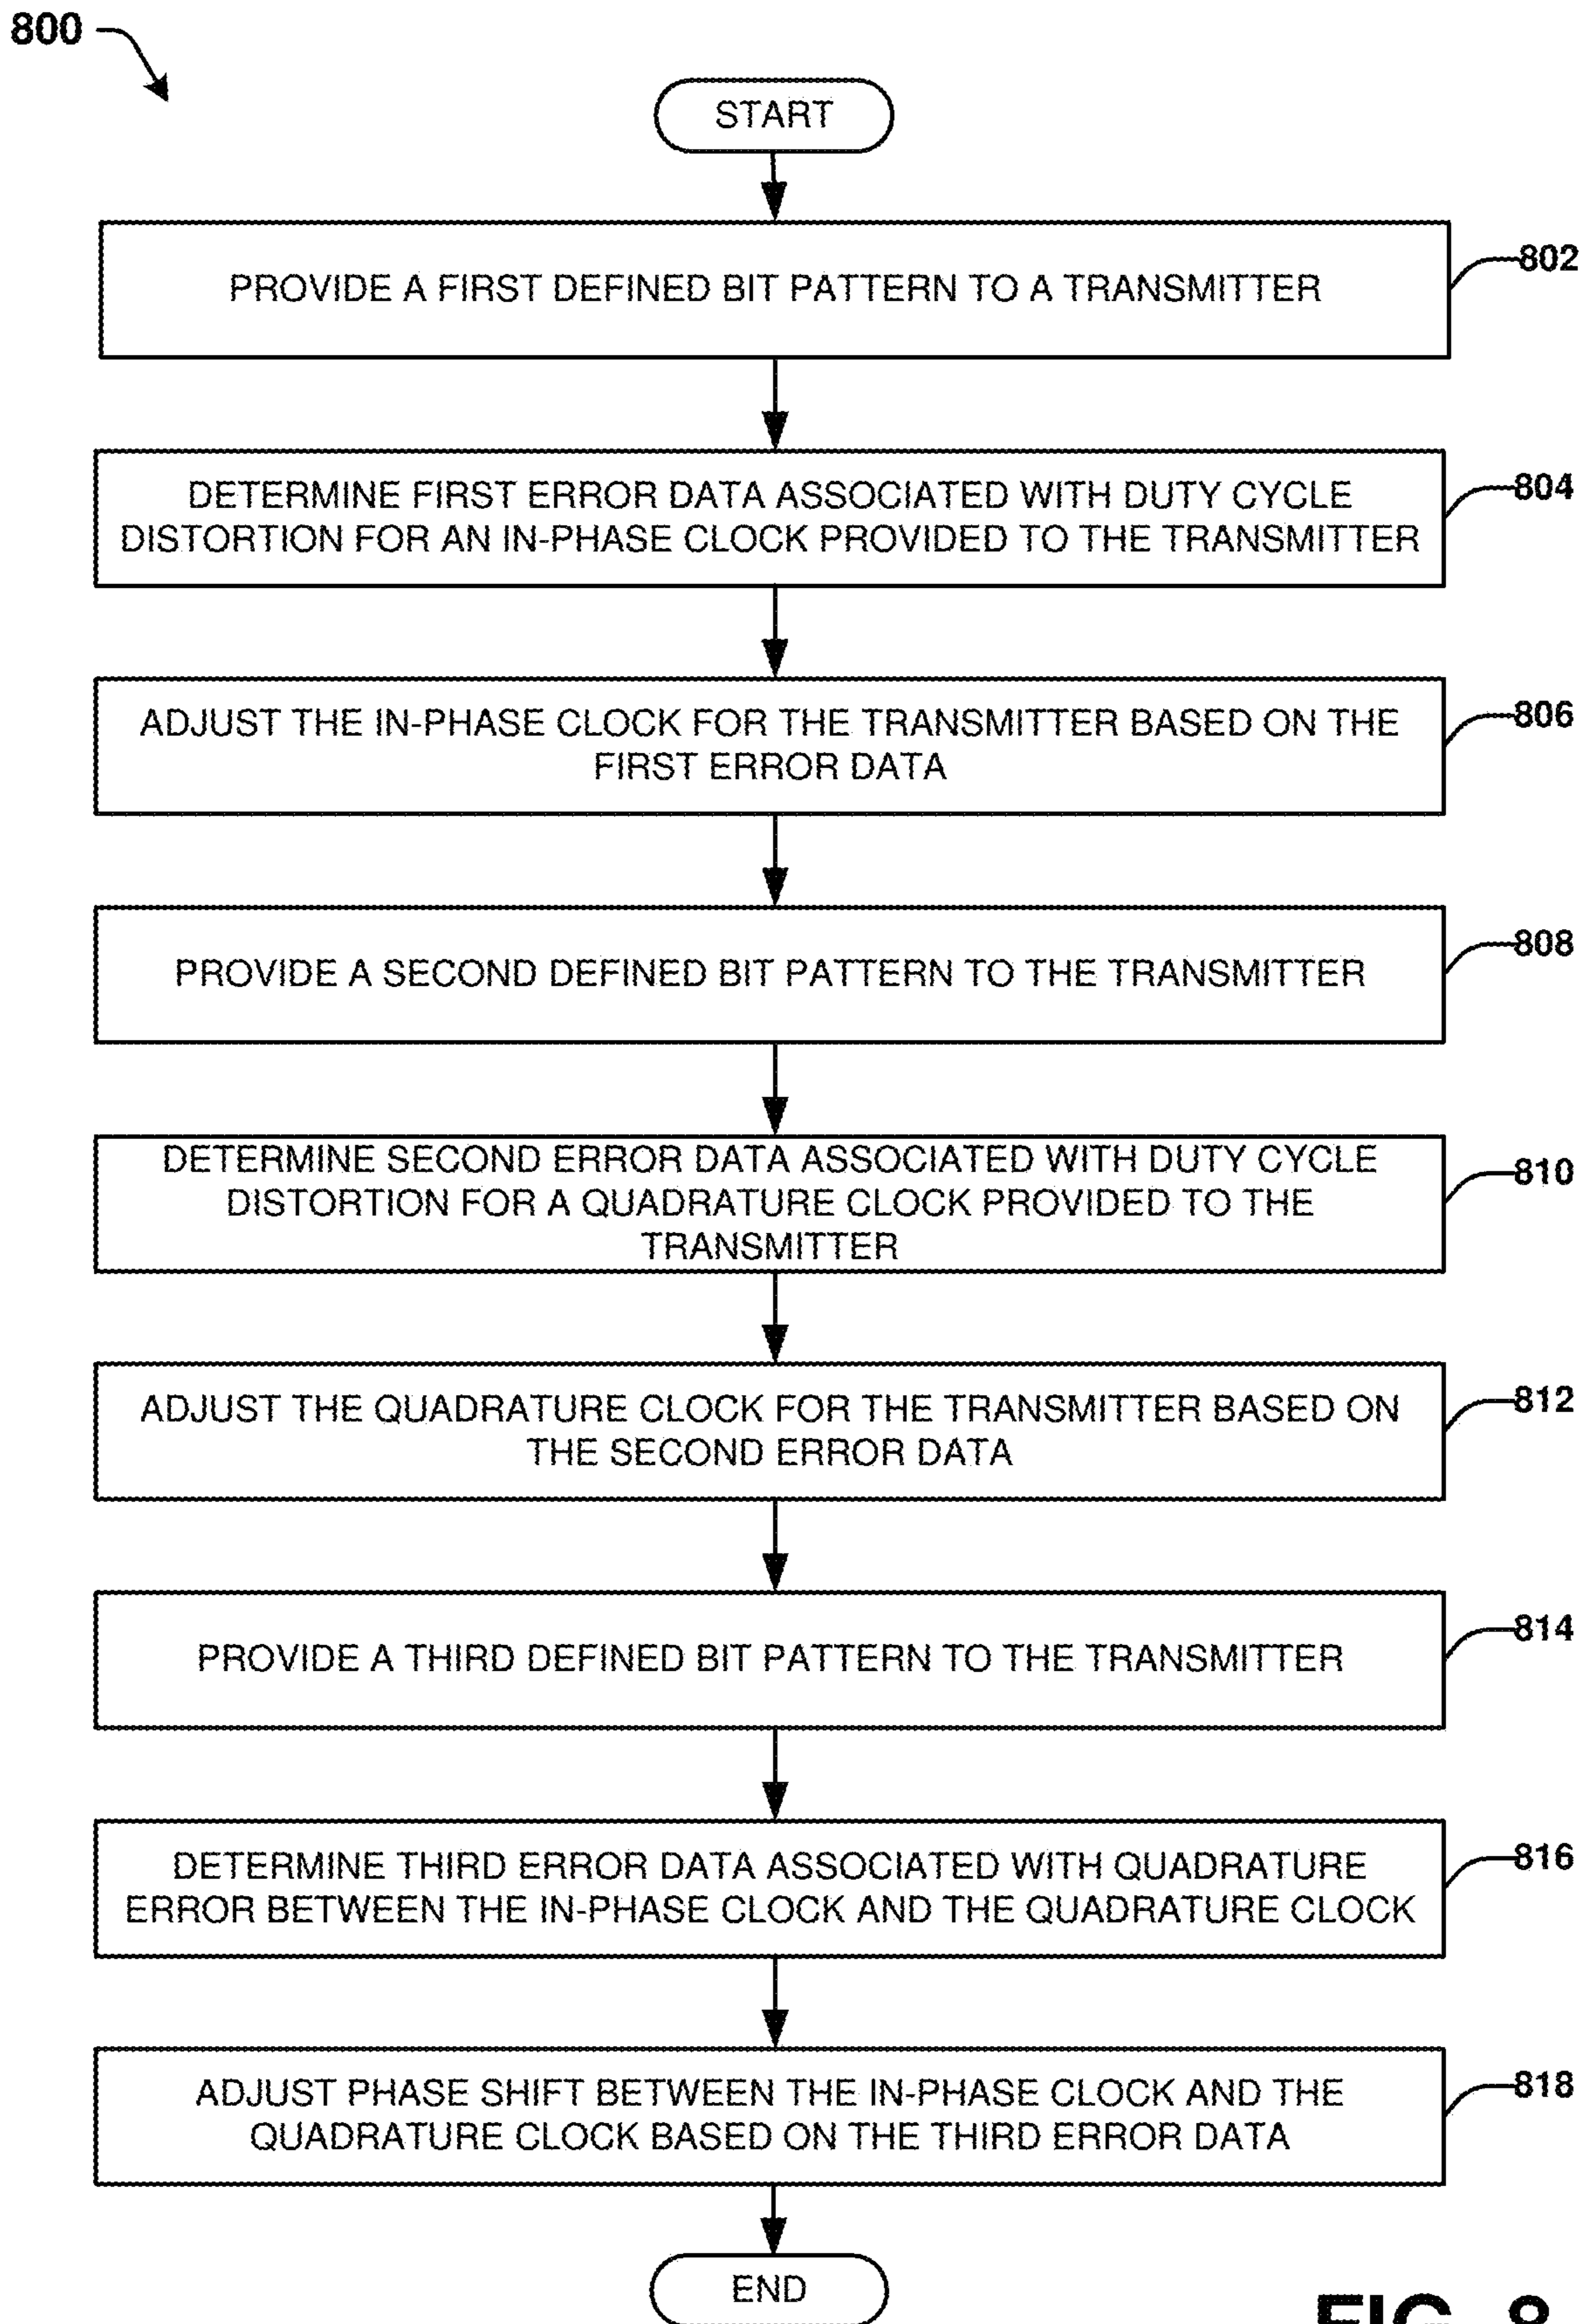 800
START
PROVIDE A FIRST DEFINED BIT PATTERN TO A TRANSMITTER
802
DETERMINE FIRST ERROR DATA ASSOCIATED WITH DUTY CYCLE
DISTORTION FOR AN IN-PHASE CLOCK PROVIDED TO THE TRANSMITTER
804
ADJUST THE IN-PHASE CLOCK FOR THE TRANSMITTER BASED ON THE
FIRST ERROR DATA
806
PROVIDE A SECOND DEFINED BIT PATTERN TO THE TRANSMITTER
808
DETERMINE SECOND ERROR DATA ASSOCIATED WITH DUTY CYCLE
DISTORTION FOR A QUADRATURE CLOCK PROVIDED TO THE
TRANSMITTER
810
ADJUST THE QUADRATURE CLOCK FOR THE TRANSMITTER BASED ON
THE SECOND ERROR DATA
812
PROVIDE A THIRD DEFINED BIT PATTERN TO THE TRANSMITTER
814
DETERMINE THIRD ERROR DATA ASSOCIATED WITH QUADRATURE
ERROR BETWEEN THE IN-PHASE CLOCK AND THE QUADRATURE CLOCK
816
ADJUST PHASE SHIFT BETWEEN THE IN-PHASE CLOCK AND THE
QUADRATURE CLOCK BASED ON THE THIRD ERROR DATA
818
END
FIG. 8